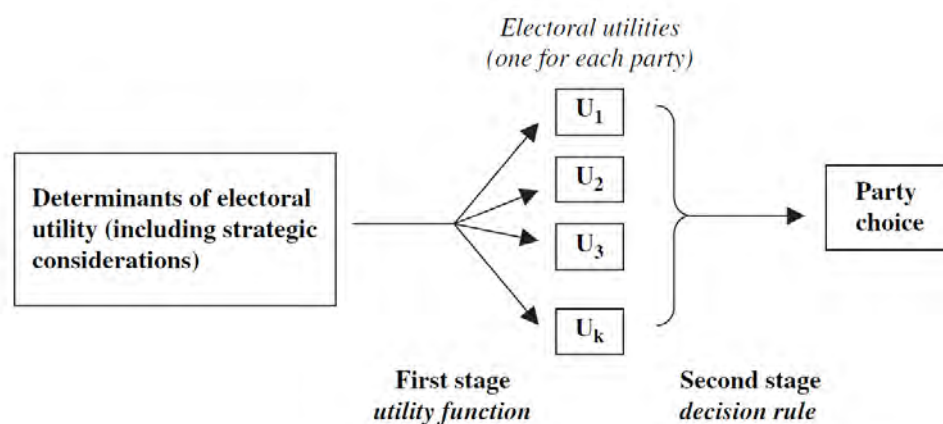 Electoral utilities
(one for each party)
U1
U2
U3
Uk
Determinants of electoral
utility (including strategic
considerations)
Party
choice
First stage
utility function
Second stage
decision rule